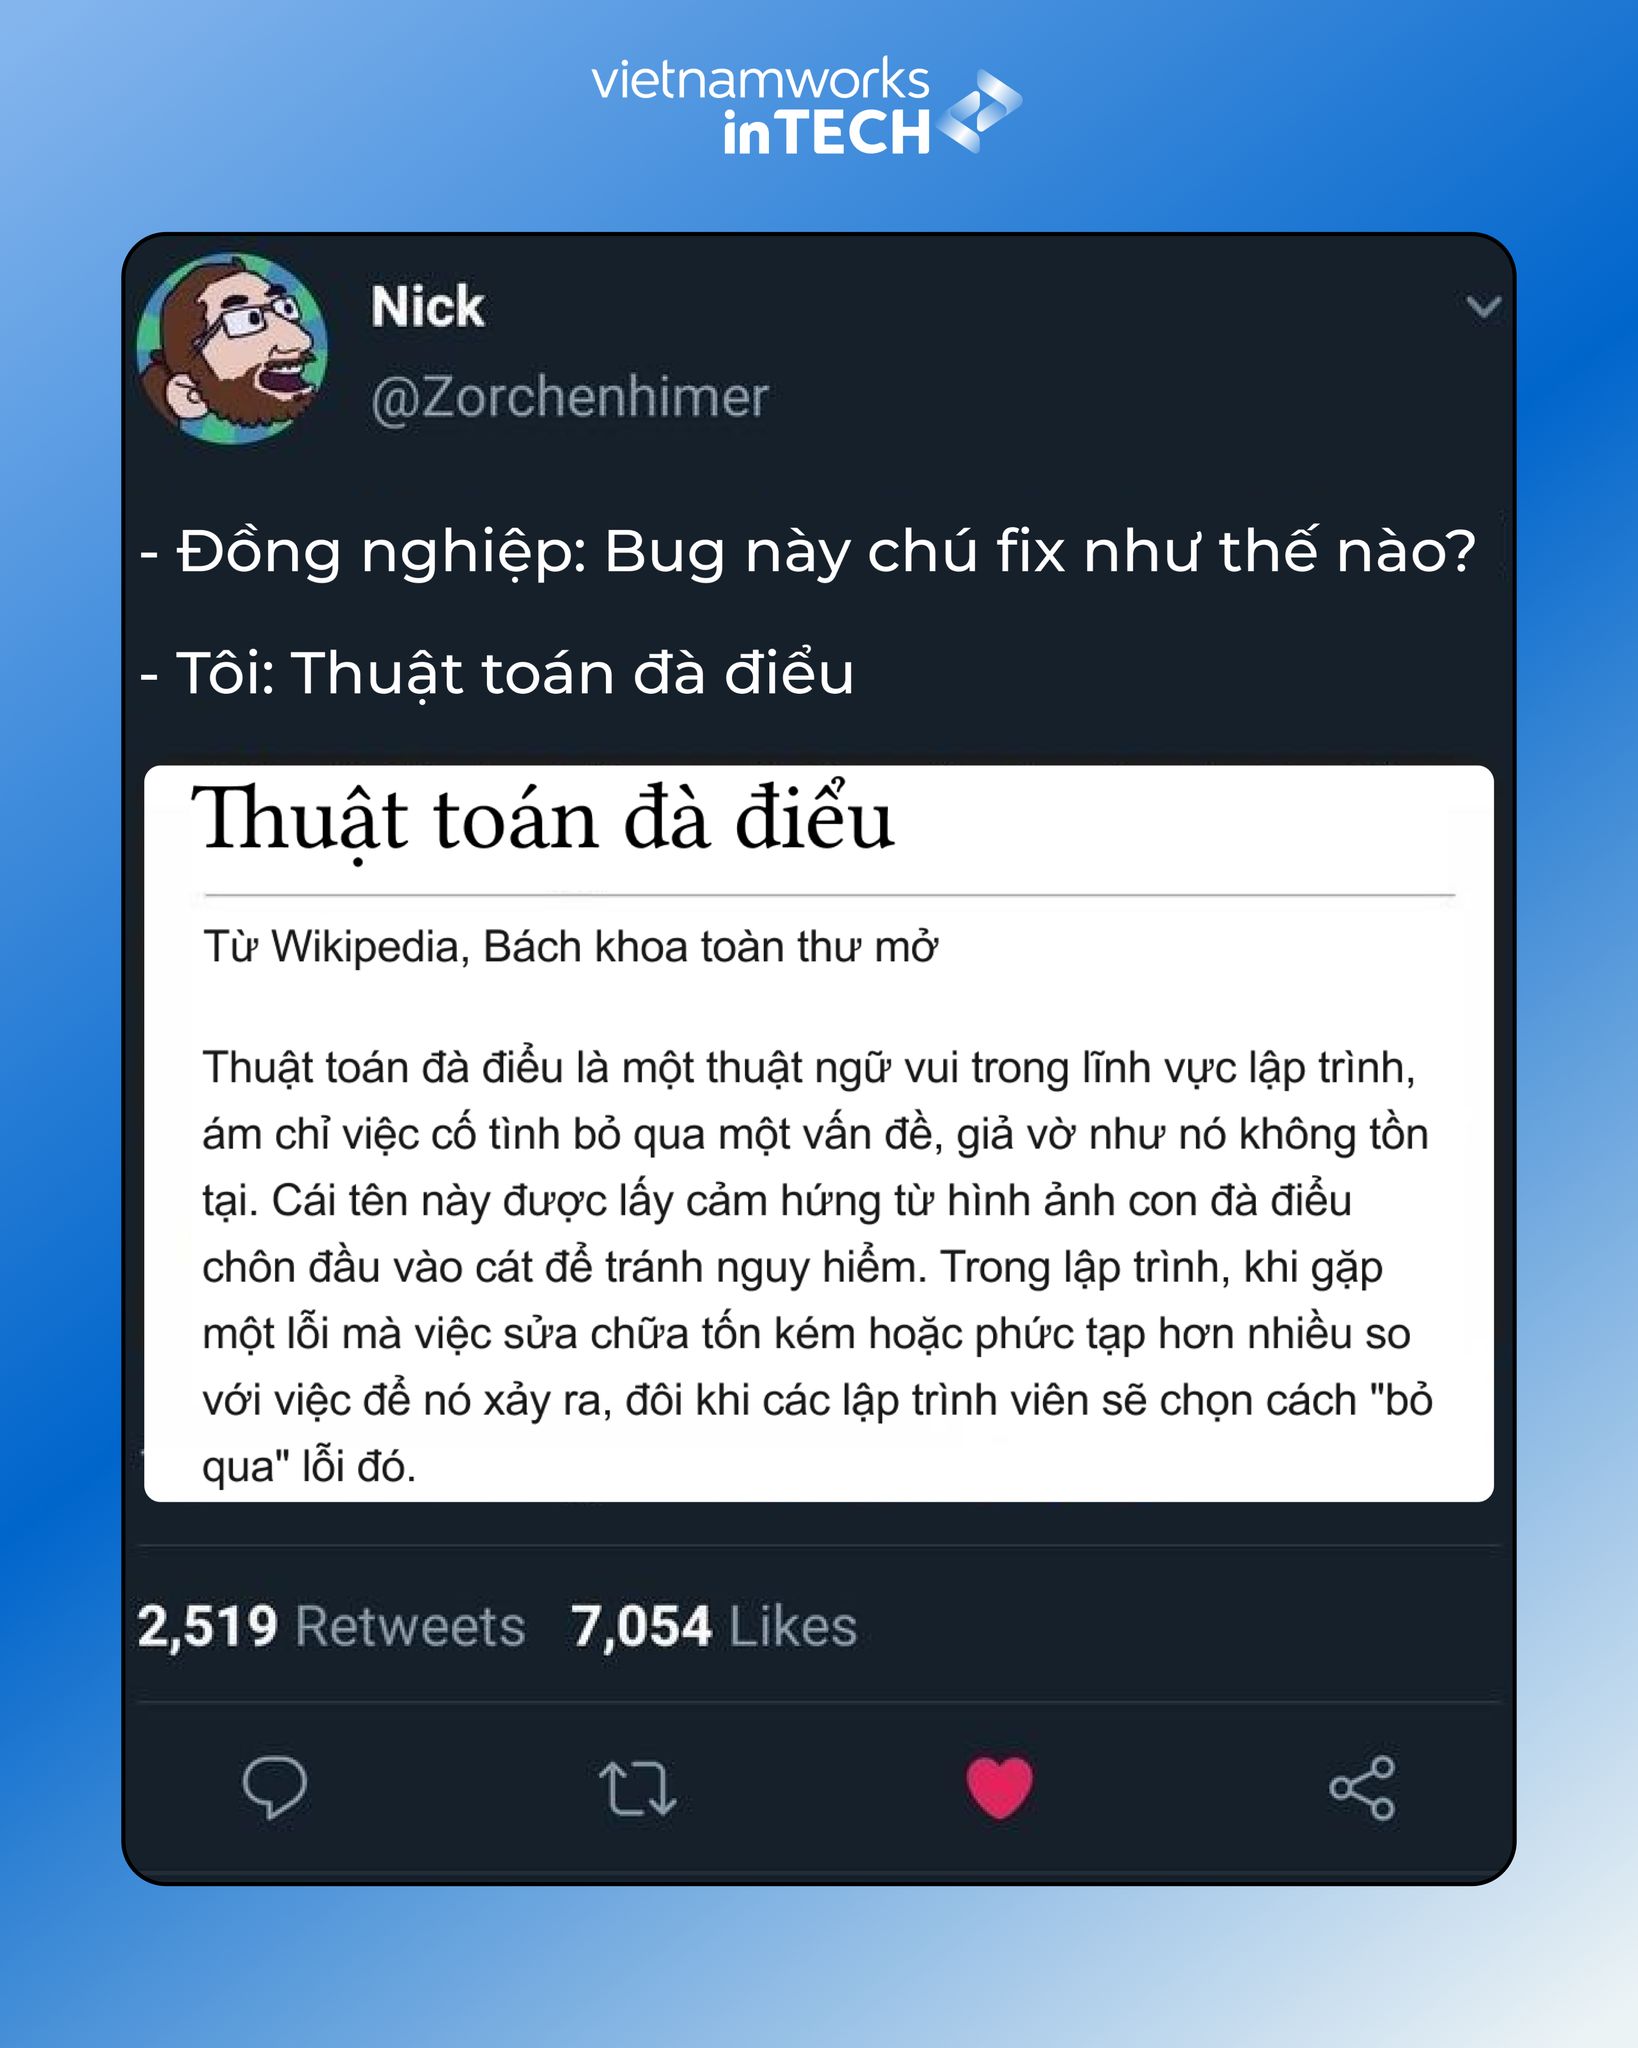 vietnamworks
inTECH
Nick
@Zorchenhimer
- Đồng nghiệp: Bug này chú fix như thế nào?
- Tôi: Thuật toán đà điểu
Thuật toán đà điểu
Từ Wikipedia, Bách khoa toàn thư mở
Thuật toán đà điểu là một thuật ngữ vui trong lĩnh vực lập trình,
ám chỉ việc cố tình bỏ qua một vấn đề, giả vờ như nó không tồn
tại. Cái tên này được lấy cảm hứng từ hình ảnh con đà điểu
chôn đầu vào cát để tránh nguy hiểm. Trong lập trình, khi gặp
một lỗi mà việc sửa chữa tốn kém hoặc phức tạp hơn nhiều so
với việc để nó xảy ra, đôi khi các lập trình viên sẽ chọn cách "bỏ
qua" lỗi đó.
2,519 Retweets 7,054 Likes